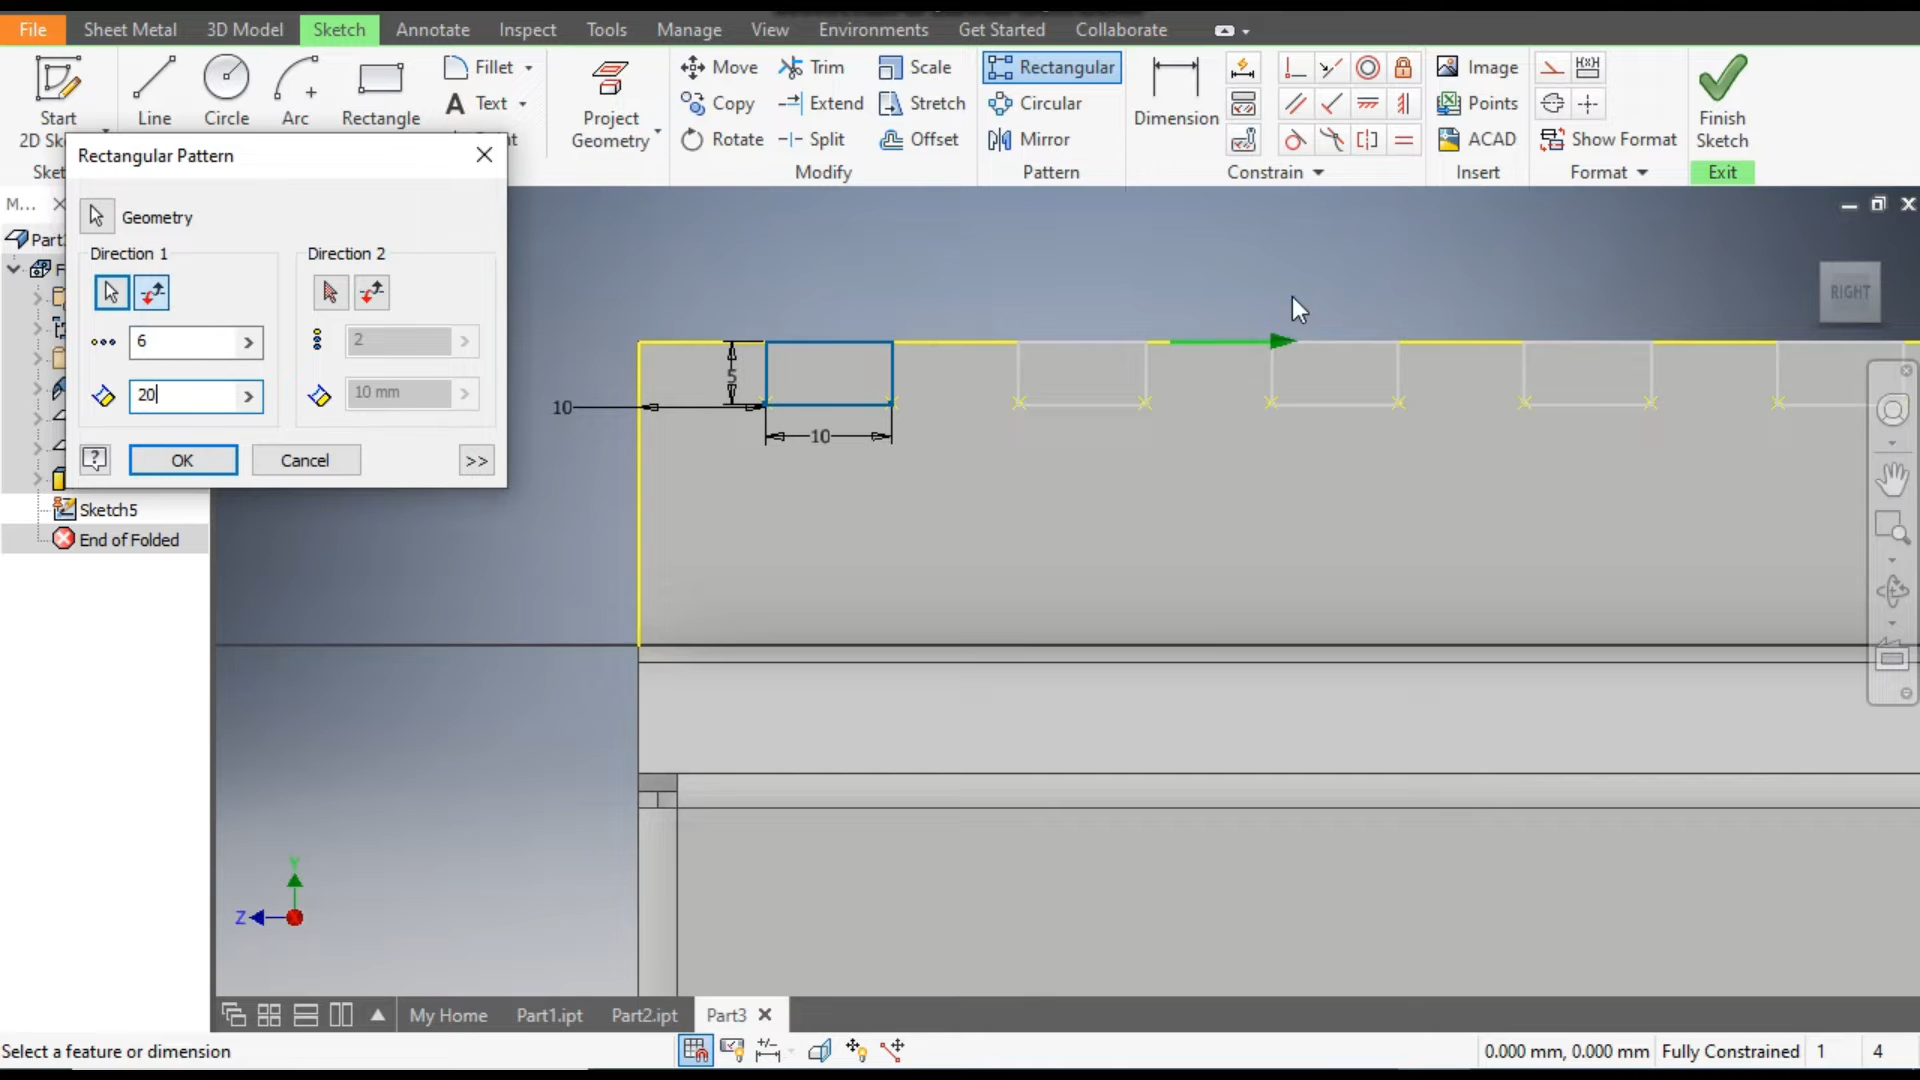 File Sheet Metal 3D Model Sketch Annotate Inspect Tools Manage View Environments Get Started Collaborate
Fillet Move Trim Scale Rectangular Image
Text Copy Extend Stretch Circular Points
Start Line Circle Arc Rectangle Project Dimension Finish
2D Sk Geometry Rotate Split Offset Mirror ACAD Show Format Sketch
Sket Modify Pattern Constrain Insert Format Exit
Rectangular Pattern
M...
Geometry
Part
Direction 1 Direction 2
F
6 2
20 10 mm
OK Cancel >>
Sketch5
End of Folded
RIGHT
5
10
10
Y
Z
My Home Part1.ipt Part2.ipt Part3
Select a feature or dimension 0.000 mm, 0.000 mm Fully Constrained 1 4